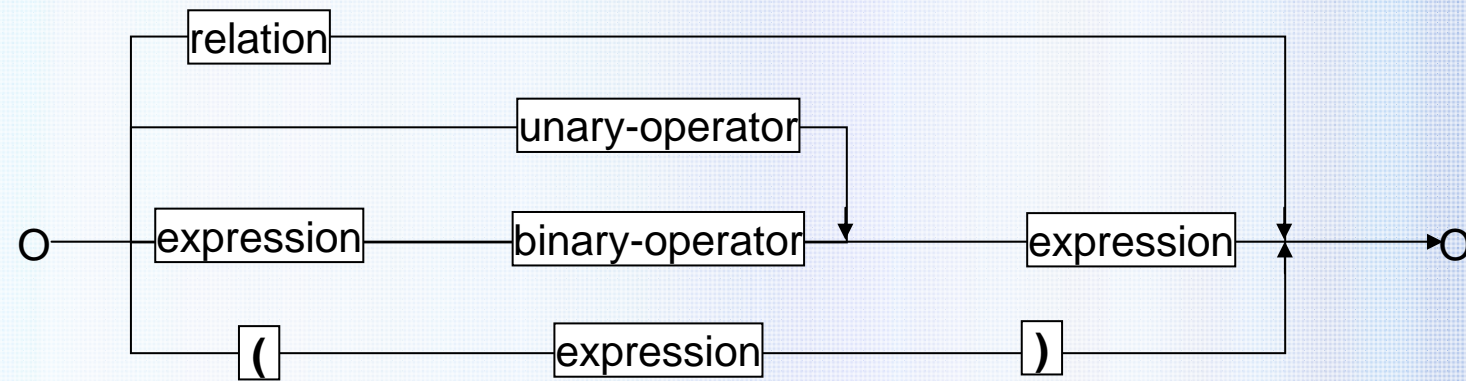 relation
unary-operator
O expression binary-operator expression O
( expression )